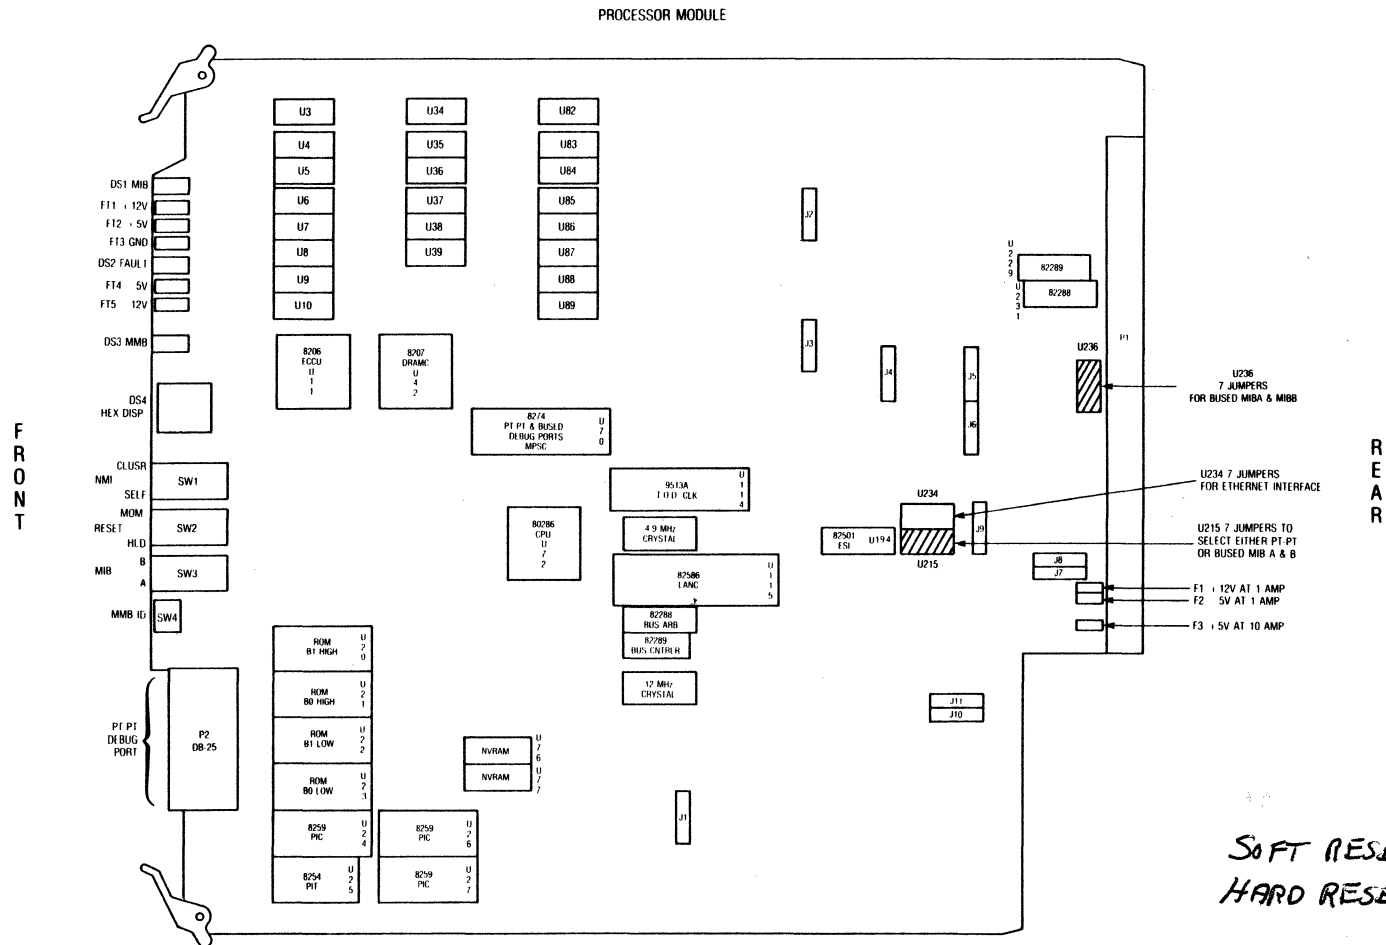 PROCESSOR MODULE
FRONT
REAR
DS1 MIB
FT1 + 12V
FT2 + 5V
FT3 GND
DS2 FAULT
FT4 5V
FT5 12V
DS3 MMB
DS4
HEX DISP
CLUSR
NMI
SELF
SW1
MOM
RESET
HLD
SW2
B
MIB
A
SW3
MMB ID
SW4
PT PT
DEBUG
PORT
P2
DB-25
U3
U4
U5
U6
U7
U8
U9
U10
U34
U35
U36
U37
U38
U39
U82
U83
U84
U85
U86
U87
U88
U89
8206
ECCU
U11
8207
DRAMC
U42
8274
PT PT & BUSED
DEBUG PORTS
MPSC
U70
9513A
T O D CLK
U114
80286
CPU
U72
4 9 MHz
CRYSTAL
82586
LANC
U115
82288
BUS ARB
82289
BUS CNTRLR
12 MHz
CRYSTAL
ROM
B1 HIGH
U20
ROM
B0 HIGH
U21
ROM
B1 LOW
U22
ROM
B0 LOW
U23
8259
PIC
U24
8254
PIT
U25
8259
PIC
U26
8259
PIC
U27
NVRAM
U76
NVRAM
U77
J1
J2
J3
J4
J5
J6
J9
J8
J7
J11
J10
U229
82289
U231
82288
U236
P1
82501
ESI
U194
U234
U215
U236
7 JUMPERS
FOR BUSED MIBA & MIBB
U234 7 JUMPERS
FOR ETHERNET INTERFACE
U215 7 JUMPERS TO
SELECT EITHER PT-PT
OR BUSED MIB A & B
F1 + 12V AT 1 AMP
F2 5V AT 1 AMP
F3 + 5V AT 10 AMP
SOFT RESE
HARD RESE